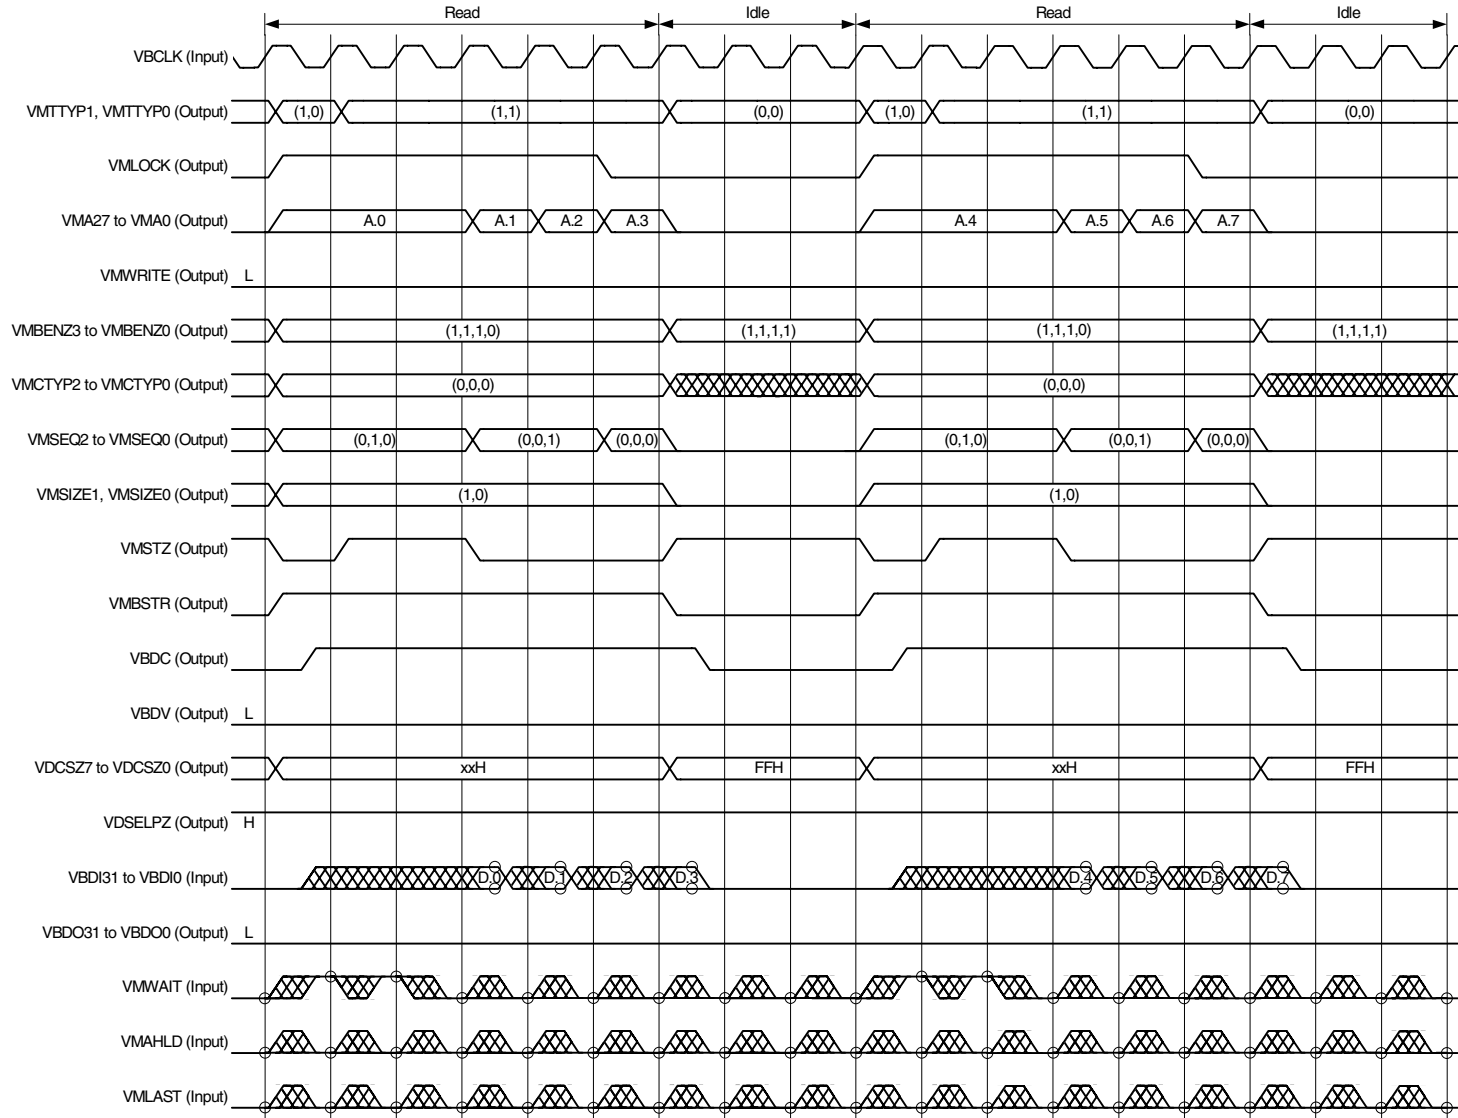 Read Idle Read Idle
VBCLK (Input)
VMTTYP1, VMTTYP0 (Output) (1,0) (1,1) (0,0) (1,0) (1,1) (0,0)
VMLOCK (Output)
VMA27 to VMA0 (Output) A.0 A.1 A.2 A.3 A.4 A.5 A.6 A.7
VMWRITE (Output) L
VMBENZ3 to VMBENZ0 (Output) (1,1,1,0) (1,1,1,1) (1,1,1,0) (1,1,1,1)
VMCTYP2 to VMCTYP0 (Output) (0,0,0) (0,0,0)
VMSEQ2 to VMSEQ0 (Output) (0,1,0) (0,0,1) (0,0,0) (0,1,0) (0,0,1) (0,0,0)
VMSIZE1, VMSIZE0 (Output) (1,0) (1,0)
VMSTZ (Output)
VMBSTR (Output)
VBDC (Output)
VBDV (Output) L
VDCSZ7 to VDCSZ0 (Output) xxH FFH xxH FFH
VDSELPZ (Output) H
VBDI31 to VBDI0 (Input) D.0 D.1 D.2 D.3 D.4 D.5 D.6 D.7
VBDO31 to VBDO0 (Output) L
VMWAIT (Input)
VMAHLD (Input)
VMLAST (Input)